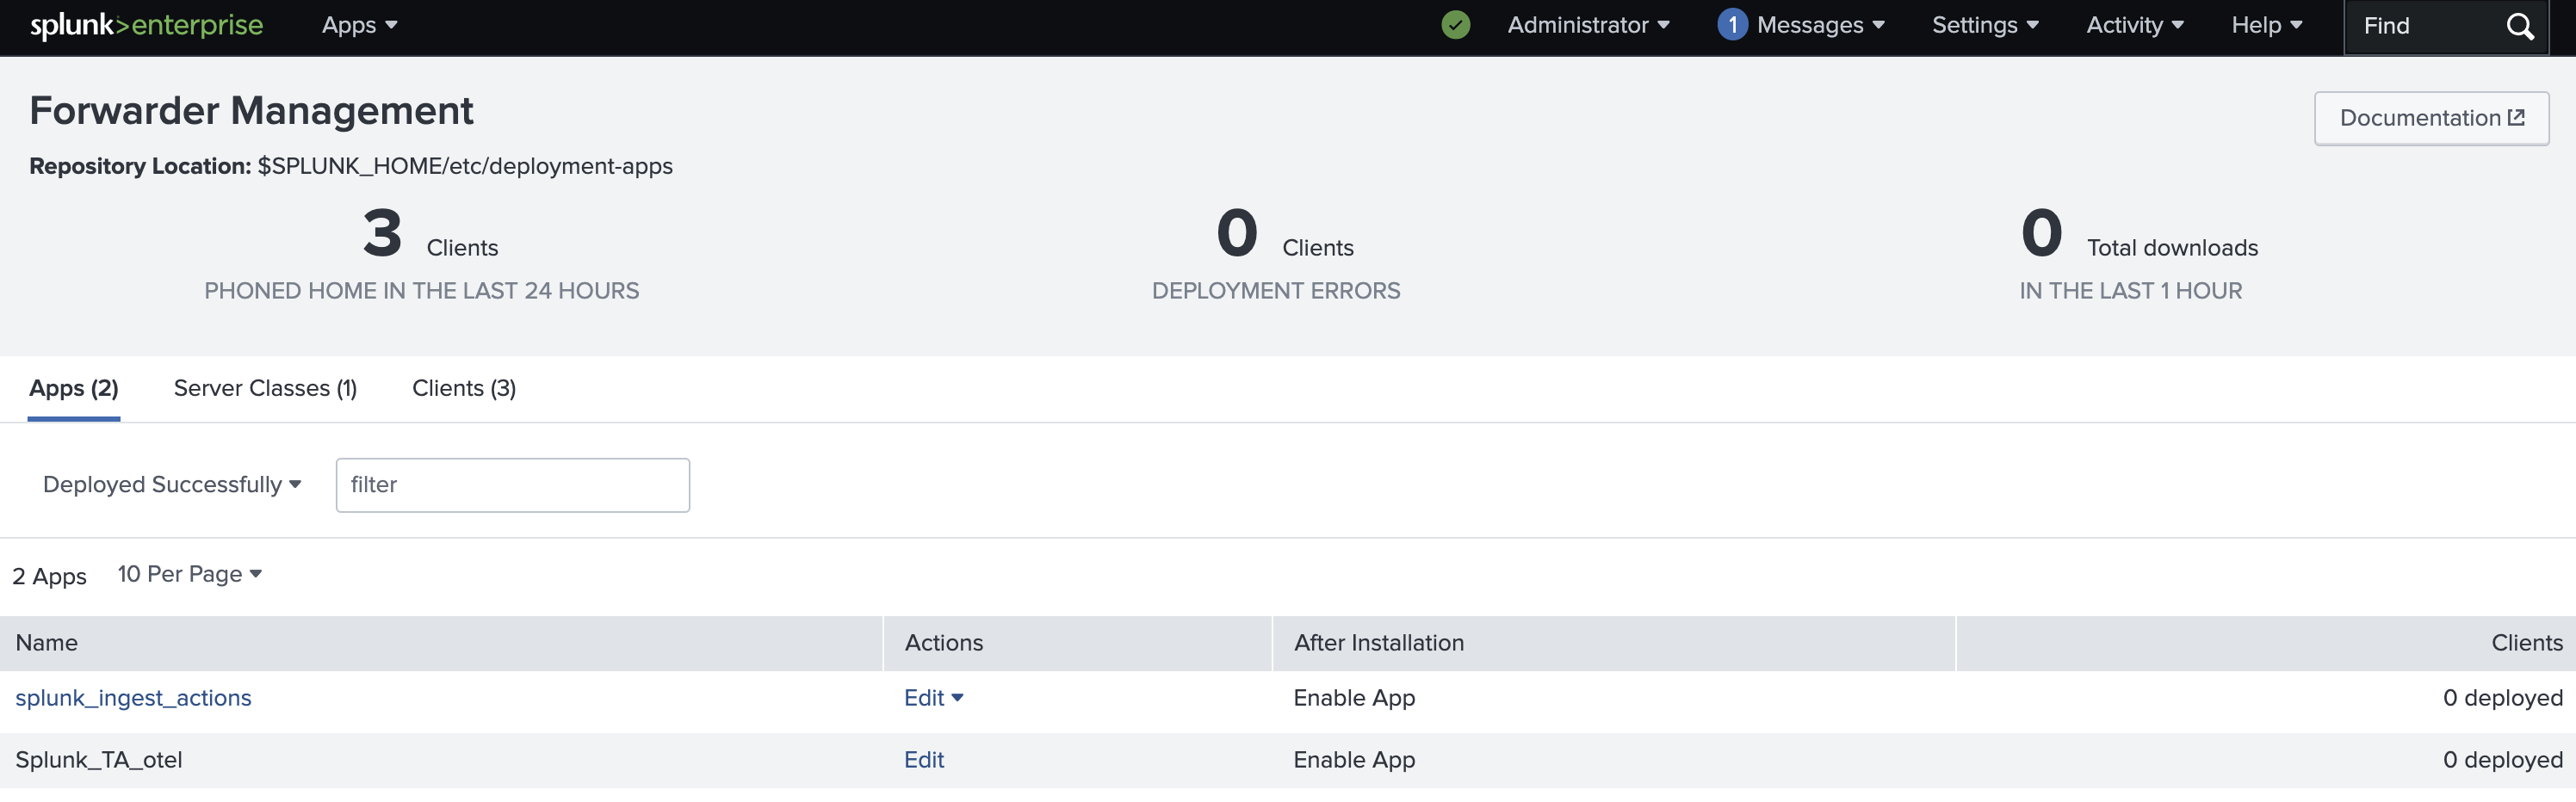 splunk>enterprise Apps Administrator 1 Messages Settings Activity Help Find
Forwarder Management
Documentation
Repository Location: $SPLUNK_HOME/etc/deployment-apps
3 Clients
PHONED HOME IN THE LAST 24 HOURS
0 Clients
DEPLOYMENT ERRORS
0 Total downloads
IN THE LAST 1 HOUR
Apps (2) Server Classes (1) Clients (3)
Deployed Successfully filter
2 Apps 10 Per Page
Name Actions After Installation Clients
splunk_ingest_actions Edit Enable App 0 deployed
Splunk_TA_otel Edit Enable App 0 deployed